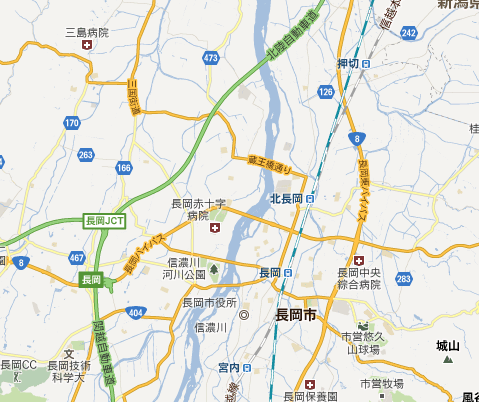 新潟県
三島病院
北陸自動車道
信越本
242
473
押切
三国街道
126
170
8
桂
263
蔵王橋通り
166
長岡東バイパス
長岡赤十字
病院
北長岡
長岡JCT
長岡バイパス
467
8
信濃川
河川公園
長岡
長岡中央
綜合病院
283
長岡
404
長岡市役所
信濃川
長岡市
市営悠久
山球場
城山
関越自動車道
長岡CC
長岡技術
科学大
宮内
市営牧場
長岡保養園